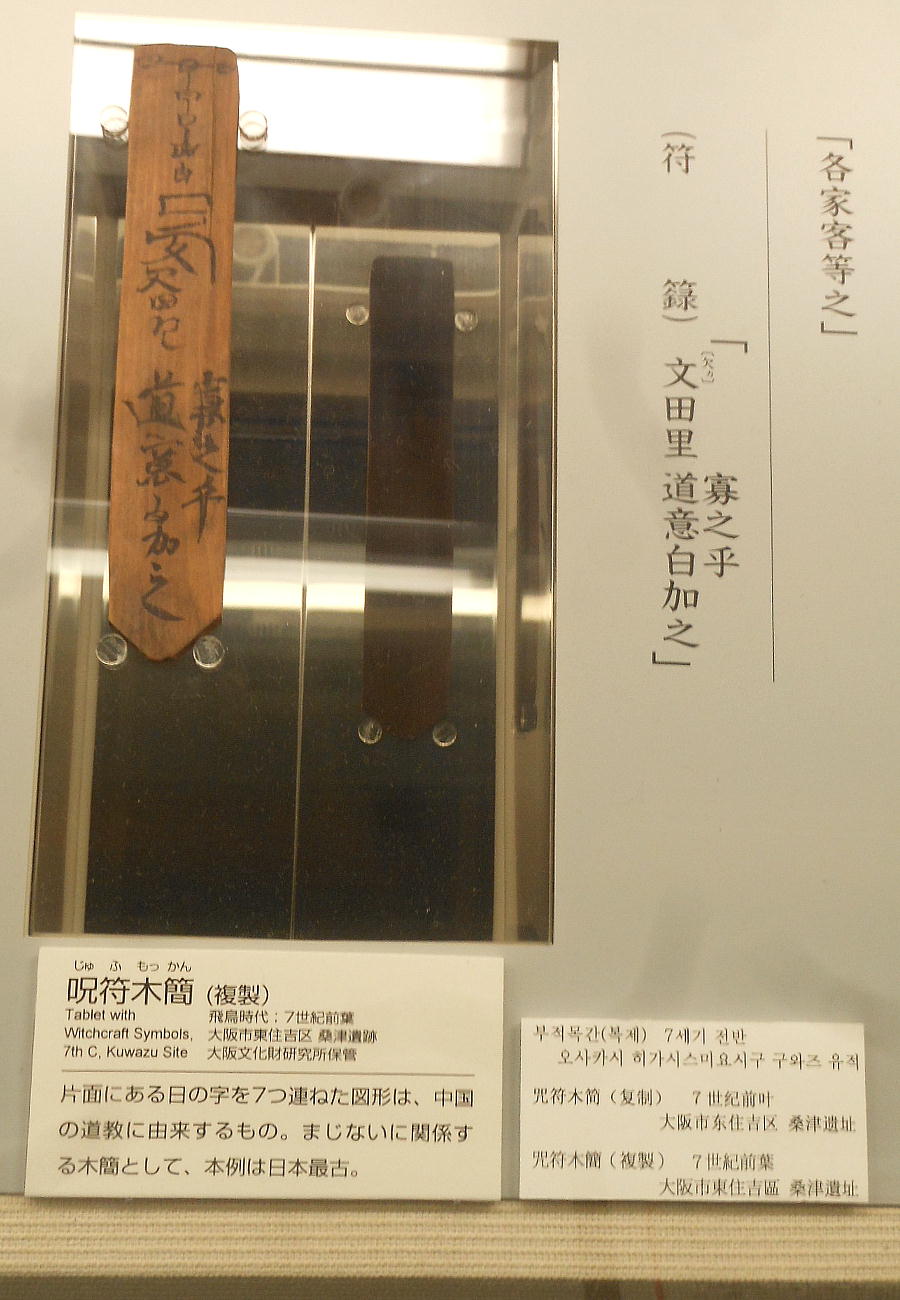 「各家客等之」
「
寡之乎
(符籙)文田里 道意白加之」
〔欠カ〕
じゅ ふ もっ かん
呪符木簡 (複製)
Tablet with
Witchcraft Symbols,
7th C, Kuwazu Site
飛鳥時代;7世紀前葉
大阪市東住吉区 桑津遺跡
大阪文化財研究所保管
片面にある日の字を7つ連ねた図形は、中国
の道教に由来するもの。まじないに関係す
る木簡として、本例は日本最古。
부적목간(복제) 7세기 전반
오사카시 히가시스미요시구 구와즈 유적
咒符木简(复制) 7世纪前叶
大阪市东住吉区 桑津遗址
咒符木簡(複製) 7世紀前葉
大阪市東住吉區 桑津遺址